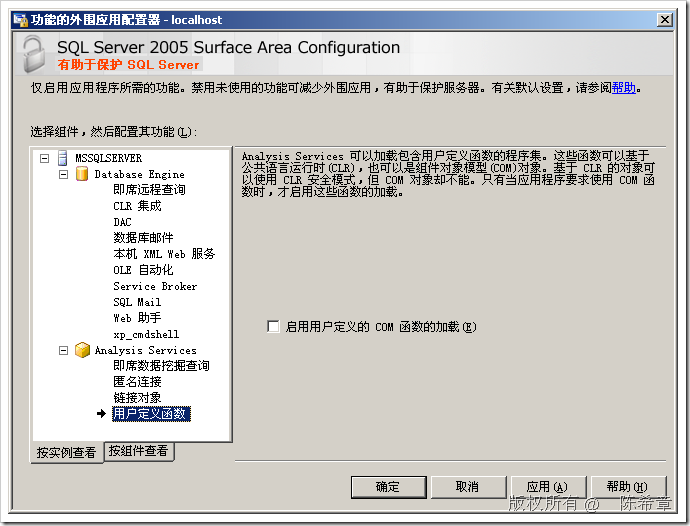 功能的外围应用配置器 - localhost
SQL Server 2005 Surface Area Configuration
有助于保护 SQL Server
仅启用应用程序所需的功能。禁用未使用的功能可减少外围应用，有助于保护服务器。有关默认设置，请参阅帮助。
选择组件，然后配置其功能(L):
MSSQLSERVER
Database Engine
即席远程查询
CLR 集成
DAC
数据库邮件
本机 XML Web 服务
OLE 自动化
Service Broker
SQL Mail
Web 助手
xp_cmdshell
Analysis Services
即席数据挖掘查询
匿名连接
链接对象
用户定义函数
按实例查看
按组件查看
Analysis Services 可以加载包含用户定义函数的程序集。这些函数可以基于
公共语言运行时(CLR)，也可以是组件对象模型(COM)对象。基于 CLR 的对象可
以使用 CLR 安全模式，但 COM 对象却不能。只有当应用程序要求使用 COM 函
数时，才启用这些函数的加载。
启用用户定义的 COM 函数的加载(E)
确定
取消
应用(A)
帮助(H)
版权所有 @ 陈希章